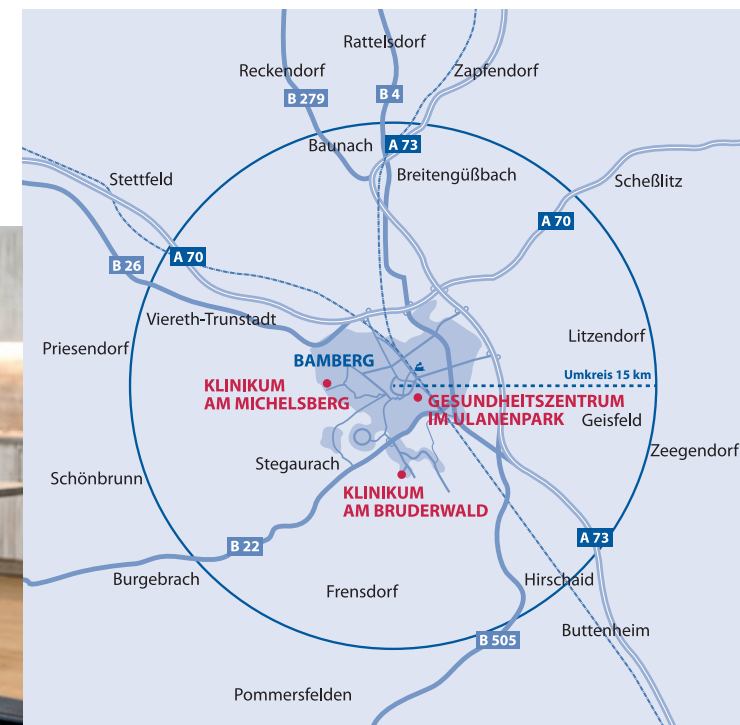 Rattelsdorf
Reckendorf
Zapfendorf
B 279
B 4
Baunach
A 73
Breitengüßbach
Stettfeld
Scheßlitz
A 70
A 70
B 26
Viereth-Trunstadt
Litzendorf
Priesendorf
BAMBERG
Umkreis 15 km
KLINIKUM
AM MICHELSBERG
GESUNDHEITSZENTRUM
IM ULANENPARK
Geisfeld
Zeegendorf
Stegaurach
Schönbrunn
KLINIKUM
AM BRUDERWALD
A 73
B 22
Burgebrach
Hirschaid
Frensdorf
Buttenheim
B 505
Pommersfelden